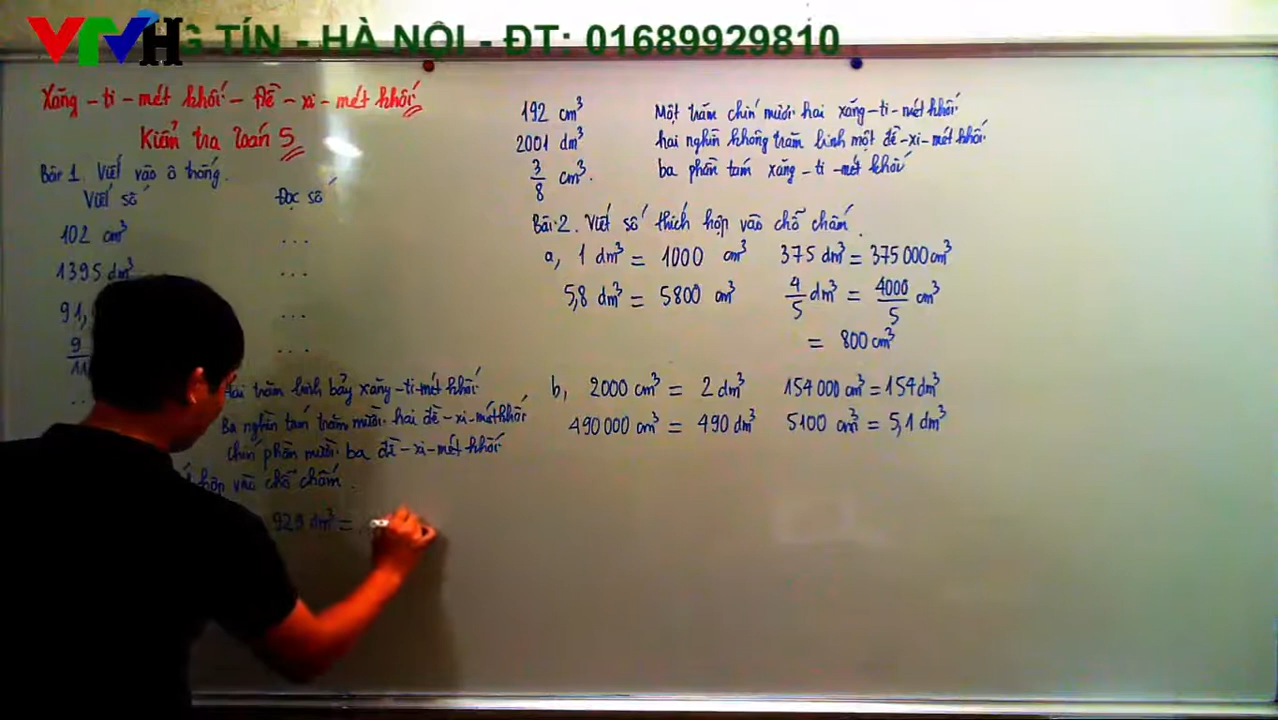 VTVH G TÍN - HÀ NỘI - ĐT: 01689929810
Xăng-ti-mét khối - Đề-xi-mét khối
Kiểm tra toán 5
Bài 1. Viết vào ô trống.
Viết số Đọc số
102 cm³ ...
1395 dm³ ...
91, ...
9/11 ...
.. Hai trăm linh bảy xăng-ti-mét khối
Ba nghìn tám trăm mười hai đề-xi-mét khối
chín phần mười ba đề-xi-mét khối
hợp vào chỗ chấm.
929 dm³ = .
192 cm³ Một trăm chín mươi hai xăng-ti-mét khối
2001 dm³ hai nghìn không trăm linh một đề-xi-mét khối
3/8 cm³. ba phần tám xăng-ti-mét khối
Bài 2. Viết số thích hợp vào chỗ chấm.
a, 1 dm³ = 1000 cm³ 375 dm³ = 375 000 cm³
5,8 dm³ = 5800 cm³ 4/5 dm³ = 4000/5 cm³
= 800 cm³
b, 2000 cm³ = 2 dm³ 154 000 cm³ = 154 dm³
490 000 cm³ = 490 dm³ 5100 cm³ = 5,1 dm³